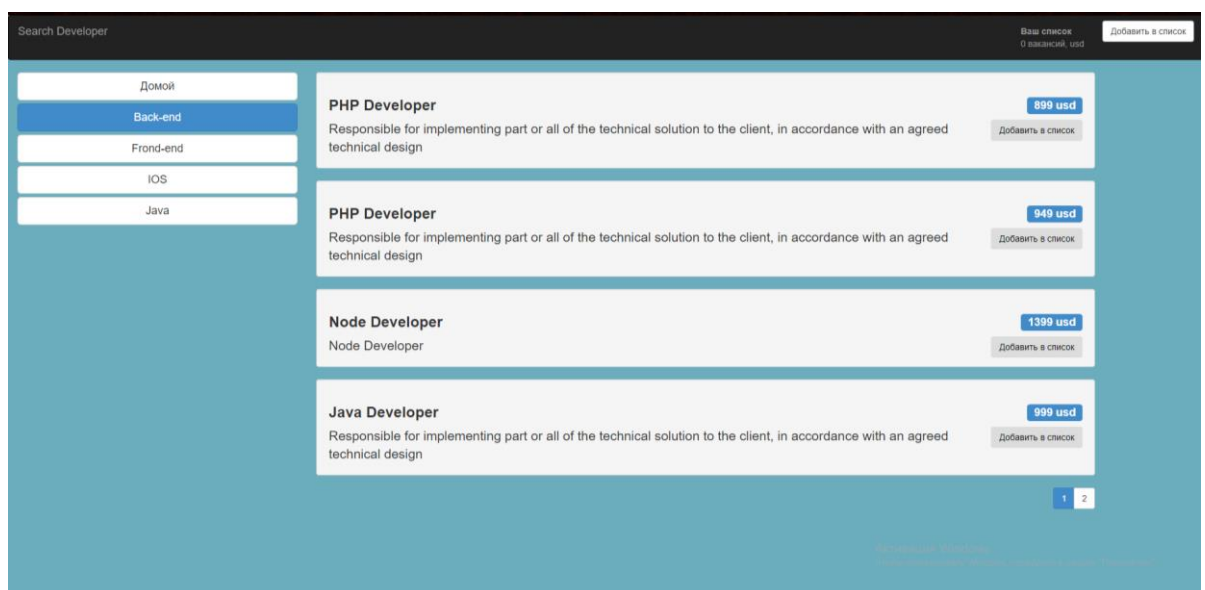 Search Developer
Ваш список
0 вакансий, usd
Добавить в список
Домой
Back-end
Frond-end
IOS
Java
PHP Developer
899 usd
Responsible for implementing part or all of the technical solution to the client, in accordance with an agreed
technical design
Добавить в список
PHP Developer
949 usd
Responsible for implementing part or all of the technical solution to the client, in accordance with an agreed
technical design
Добавить в список
Node Developer
1399 usd
Node Developer
Добавить в список
Java Developer
999 usd
Responsible for implementing part or all of the technical solution to the client, in accordance with an agreed
technical design
Добавить в список
1 2